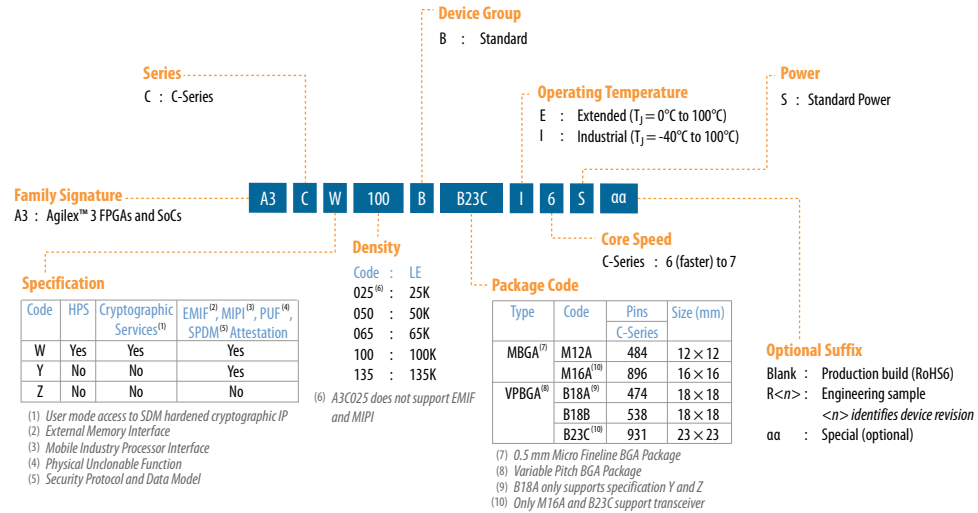 Device Group
B : Standard
Series
C : C-Series
Operating Temperature
E : Extended (TJ = 0°C to 100°C)
I : Industrial (TJ = -40°C to 100°C)
Power
S : Standard Power
Family Signature
A3 : Agilex™ 3 FPGAs and SoCs
A3 C W 100 B B23C I 6 S αα
Core Speed
C-Series : 6 (faster) to 7
Specification
Code HPS Cryptographic Services(1) EMIF(2), MIPI(3), PUF(4), SPDM(5) Attestation
W Yes Yes Yes
Y No No Yes
Z No No No
(1) User mode access to SDM hardened cryptographic IP
(2) External Memory Interface
(3) Mobile Industry Processor Interface
(4) Physical Unclonable Function
(5) Security Protocol and Data Model
Density
Code : LE
025(6) : 25K
050 : 50K
065 : 65K
100 : 100K
135 : 135K
(6) A3C025 does not support EMIF
and MIPI
Package Code
Type Code Pins Size (mm)
C-Series
MBGA(7) M12A 484 12 × 12
M16A(10) 896 16 × 16
VPBGA(8) B18A(9) 474 18 × 18
B18B 538 18 × 18
B23C(10) 931 23 × 23
(7) 0.5 mm Micro Fineline BGA Package
(8) Variable Pitch BGA Package
(9) B18A only supports specification Y and Z
(10) Only M16A and B23C support transceiver
Optional Suffix
Blank : Production build (RoHS6)
R<n> : Engineering sample
<n> identifies device revision
αα : Special (optional)